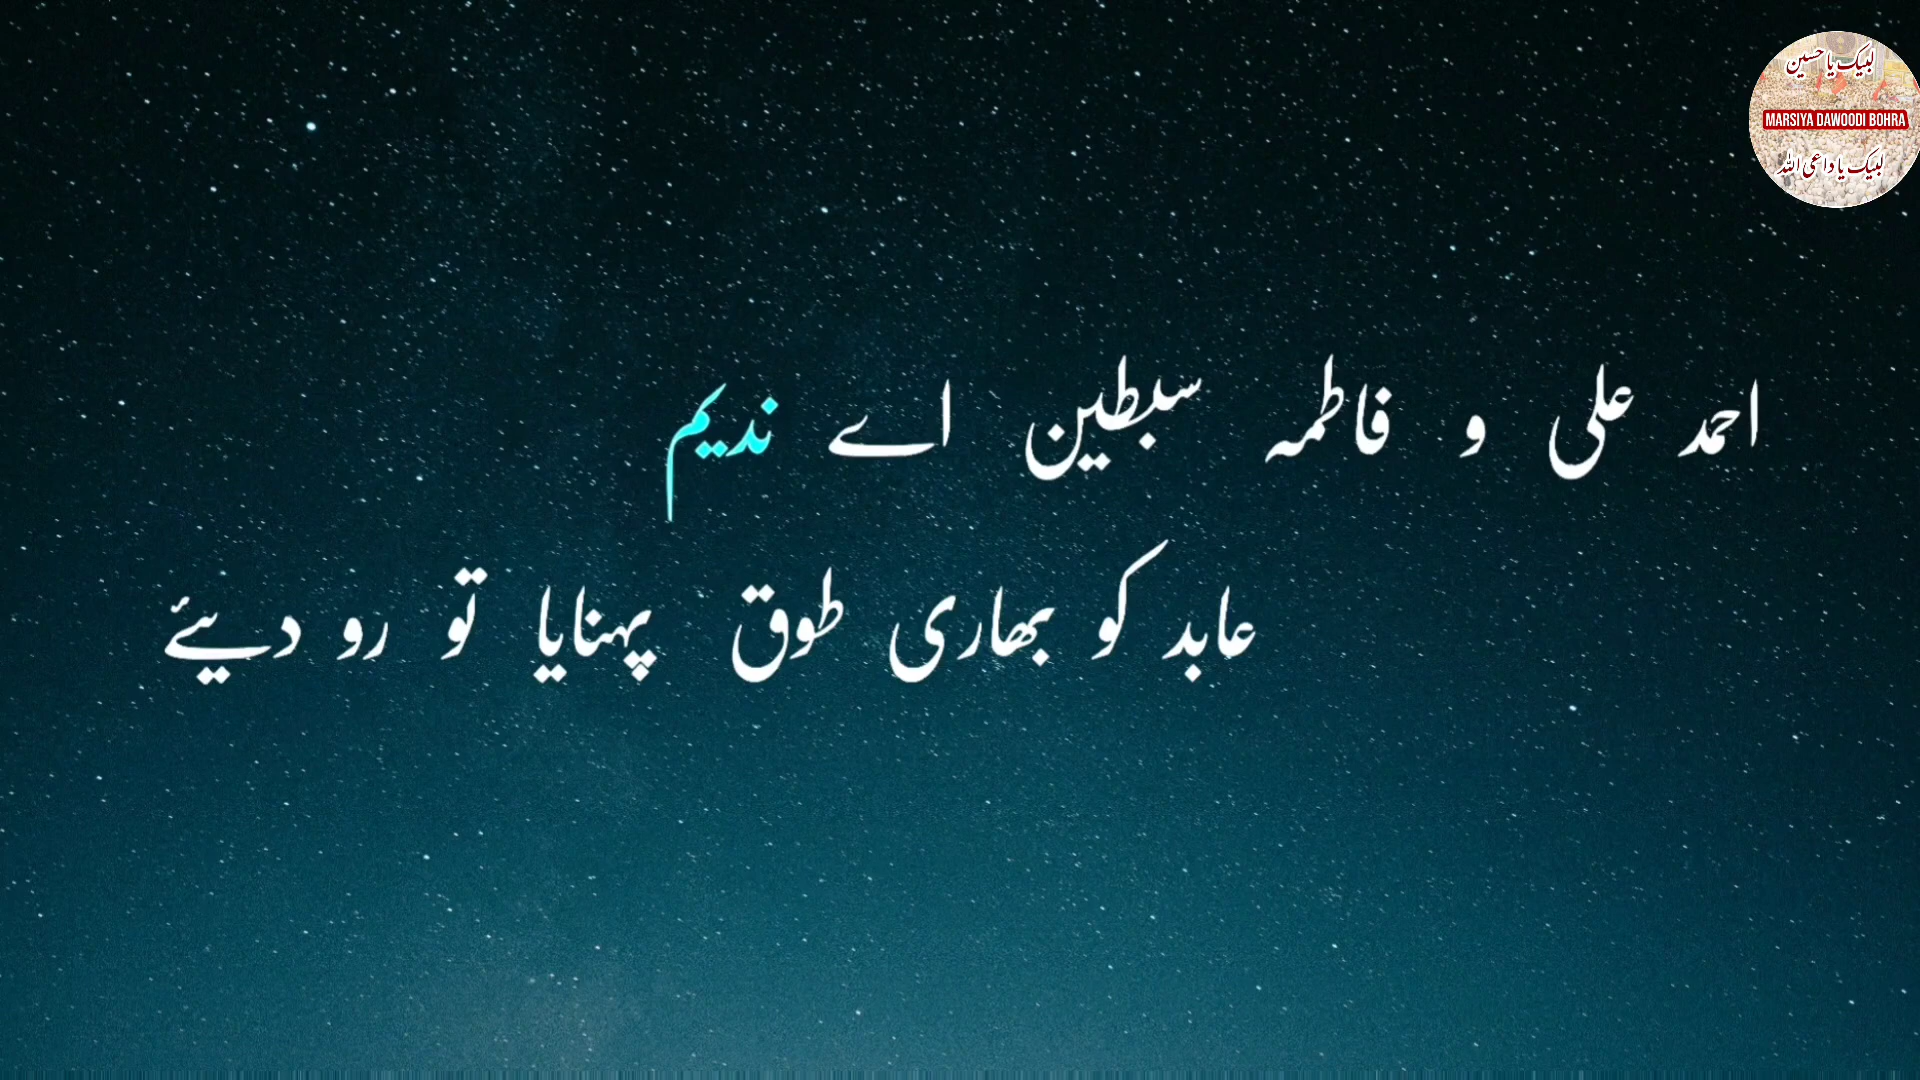 لبیک یا حسین
MARSIYA DAWOODI BOHRA
لبیک یا داعی اللہ
احمد علی و فاطمہ سبطین اے ندیم
عابد کو بھاری طوق پہنایا تو رو دیئے